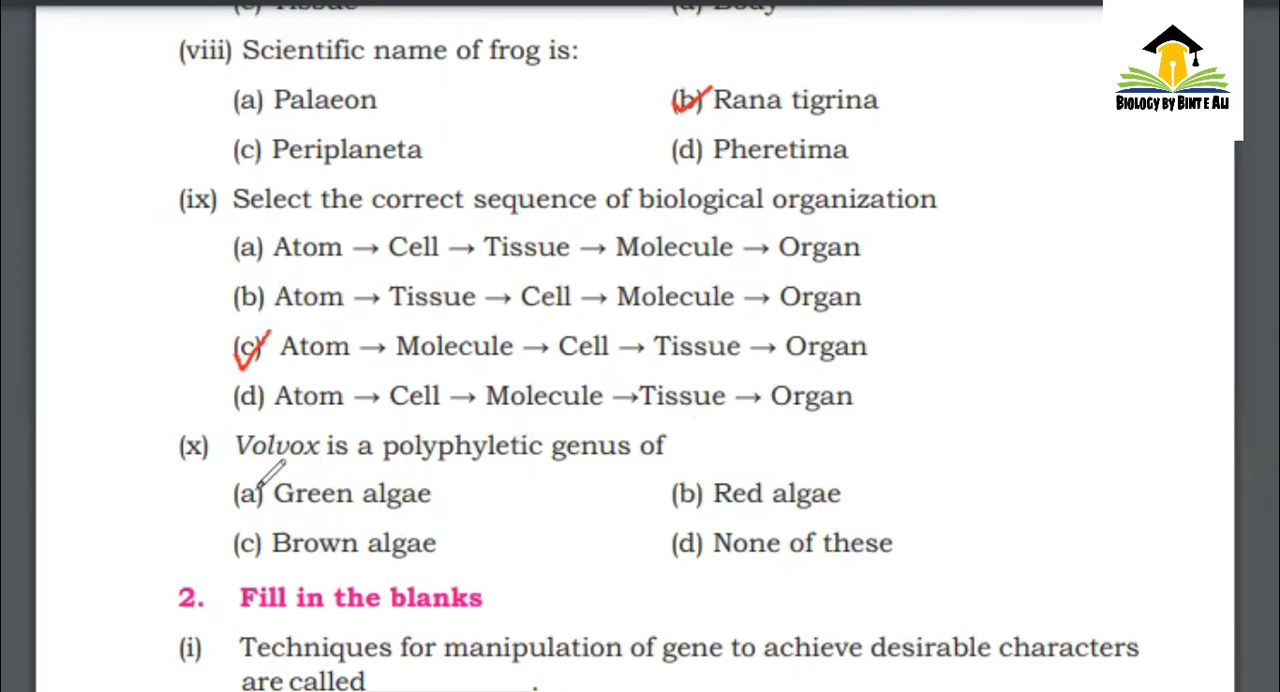 (c) Tissue (d) Body
(viii) Scientific name of frog is:
(a) Palaeon (b) Rana tigrina
(c) Periplaneta (d) Pheretima
(ix) Select the correct sequence of biological organization
(a) Atom → Cell → Tissue → Molecule → Organ
(b) Atom → Tissue → Cell → Molecule → Organ
(c) Atom → Molecule → Cell → Tissue → Organ
(d) Atom → Cell → Molecule →Tissue → Organ
(x) Volvox is a polyphyletic genus of
(a) Green algae (b) Red algae
(c) Brown algae (d) None of these
2. Fill in the blanks
(i) Techniques for manipulation of gene to achieve desirable characters
are called____________.
BIOLOGY BY BINT E ALI